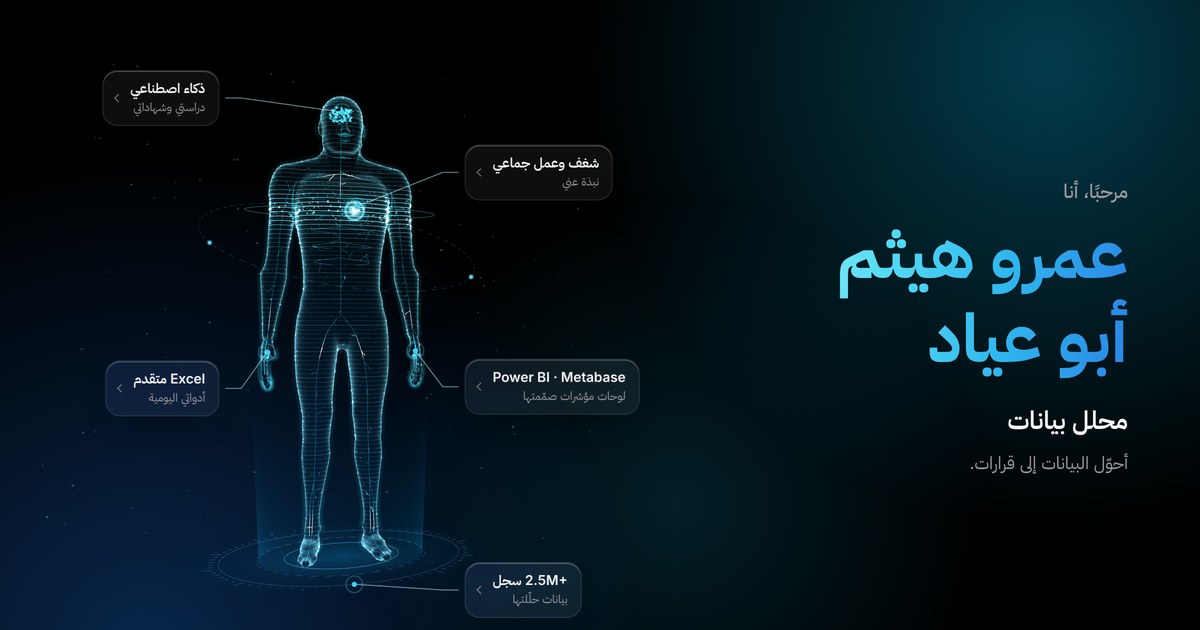 مرحبًا، أنا
عمرو هيثم
أبو عياد
محلل بيانات
أحوّل البيانات إلى قرارات.
ذكاء اصطناعي
دراستي وشهاداتي
شغف وعمل جماعي
نبذة عني
Excel متقدم
أدواتي اليومية
Power BI · Metabase
لوحات مؤشرات صمّمتها
+2.5M سجل
بيانات حلّلتها